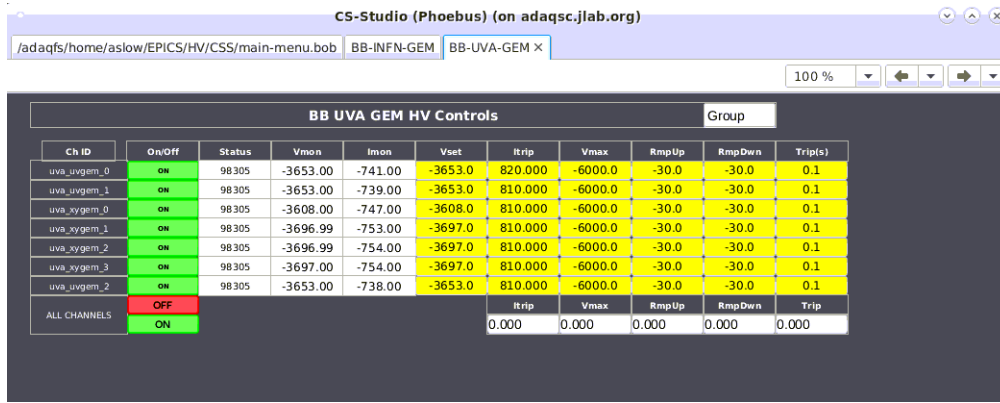 CS-Studio (Phoebus) (on adaqsc.jlab.org)
/adaqfs/home/aslow/EPICS/HV/CSS/main-menu.bob BB-INFN-GEM BB-UVA-GEM
100 %
BB UVA GEM HV Controls Group
Ch ID On/Off Status Vmon Imon Vset Itrip Vmax RmpUp RmpDwn Trip(s)
uva_uvgem_0 ON 98305 -3653.00 -741.00 -3653.0 820.000 -6000.0 -30.0 -30.0 0.1
uva_uvgem_1 ON 98305 -3653.00 -739.00 -3653.0 810.000 -6000.0 -30.0 -30.0 0.1
uva_xygem_0 ON 98305 -3608.00 -747.00 -3608.0 810.000 -6000.0 -30.0 -30.0 0.1
uva_xygem_1 ON 98305 -3696.99 -753.00 -3697.0 810.000 -6000.0 -30.0 -30.0 0.1
uva_xygem_2 ON 98305 -3696.99 -754.00 -3697.0 810.000 -6000.0 -30.0 -30.0 0.1
uva_xygem_3 ON 98305 -3697.00 -754.00 -3697.0 810.000 -6000.0 -30.0 -30.0 0.1
uva_uvgem_2 ON 98305 -3653.00 -738.00 -3653.0 810.000 -6000.0 -30.0 -30.0 0.1
ALL CHANNELS OFF Itrip Vmax RmpUp RmpDwn Trip
ON 0.000 0.000 0.000 0.000 0.000